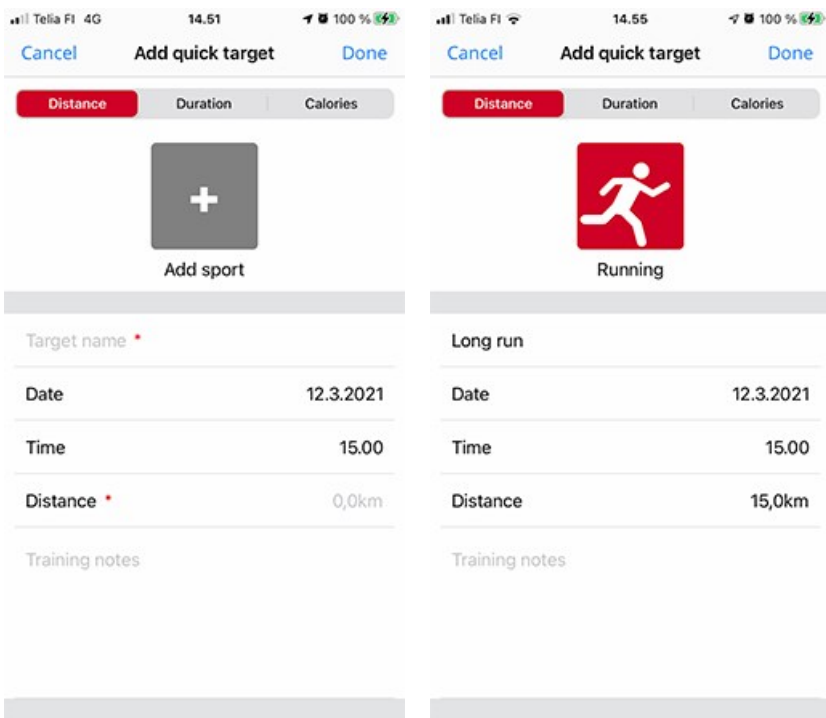 Telia FI 4G 14.51 100 %
Cancel Add quick target Done
Distance Duration Calories
+
Add sport
Target name *
Date 12.3.2021
Time 15.00
Distance * 0,0km
Training notes
Telia FI 14.55 100 %
Cancel Add quick target Done
Distance Duration Calories
Running
Long run
Date 12.3.2021
Time 15.00
Distance 15,0km
Training notes